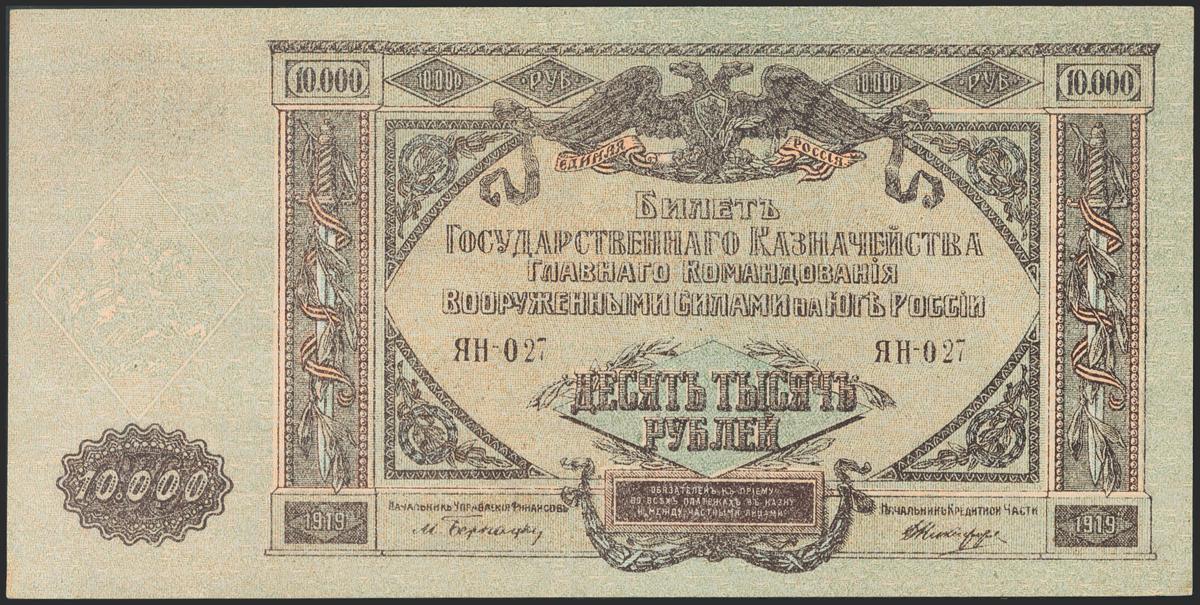 10.000 10.000 РУБ 10.000 РУБ 10.000
ЕДИНАЯ РОССІЯ
БИЛЕТЪ
ГОСУДАРСТВЕННАГО КАЗНАЧЕЙСТВА
ГЛАВНАГО КОМАНДОВАНІЯ
ВООРУЖЕННЫМИ СИЛАМИ НА ЮГѢ РОССІИ
ЯН-027 ЯН-027
ДЕСЯТЬ ТЫСЯЧЪ
РУБЛЕЙ
10.000
ОБЯЗАТЕЛЕНЪ КЪ ПРІЕМУ
ВО ВСѢХЪ ПЛАТЕЖАХЪ ВЪ КАЗНУ
И МЕЖДУ ЧАСТНЫМИ ЛИЦАМИ
1919 НАЧАЛЬНИКЪ УПРАВЛЕНІЯ ФИНАНСОВЪ НАЧАЛЬНИКЪ КРЕДИТНОЙ ЧАСТИ 1919
М. Бернацкій